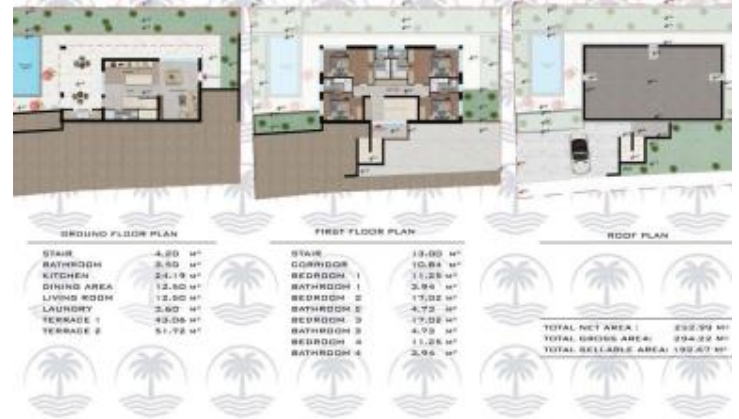 GROUND FLOOR PLAN
STAIR 4.20 M²
BATHROOM 3.50 M²
KITCHEN 24.19 M²
DINING AREA 12.50 M²
LIVING ROOM 12.50 M²
LAUNDRY 3.60 M²
TERRACE 1 43.06 M²
TERRACE 2 51.72 M²
FIRST FLOOR PLAN
STAIR 13.00 M²
CORRIDOR 10.84 M²
BEDROOM 1 11.25 M²
BATHROOM 1 3.94 M²
BEDROOM 2 17.02 M²
BATHROOM 2 4.73 M²
BEDROOM 3 17.02 M²
BATHROOM 3 4.73 M²
BEDROOM 4 11.25 M²
BATHROOM 4 3.94 M²
ROOF PLAN
TOTAL NET AREA : 252.99 M²
TOTAL GROSS AREA: 294.22 M²
TOTAL SELLABLE AREA: 192.67 M²